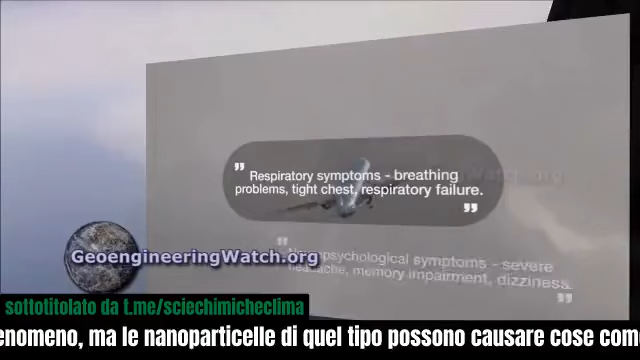 " Respiratory symptoms - breathing
problems, tight chest, respiratory failure. "
GeoengineeringWatch.org
psychological symptoms - severe
headache, memory impairment, dizziness.
sottotitolato da t.me/sciechimicheclima
enomeno, ma le nanoparticelle di quel tipo possono causare cose com